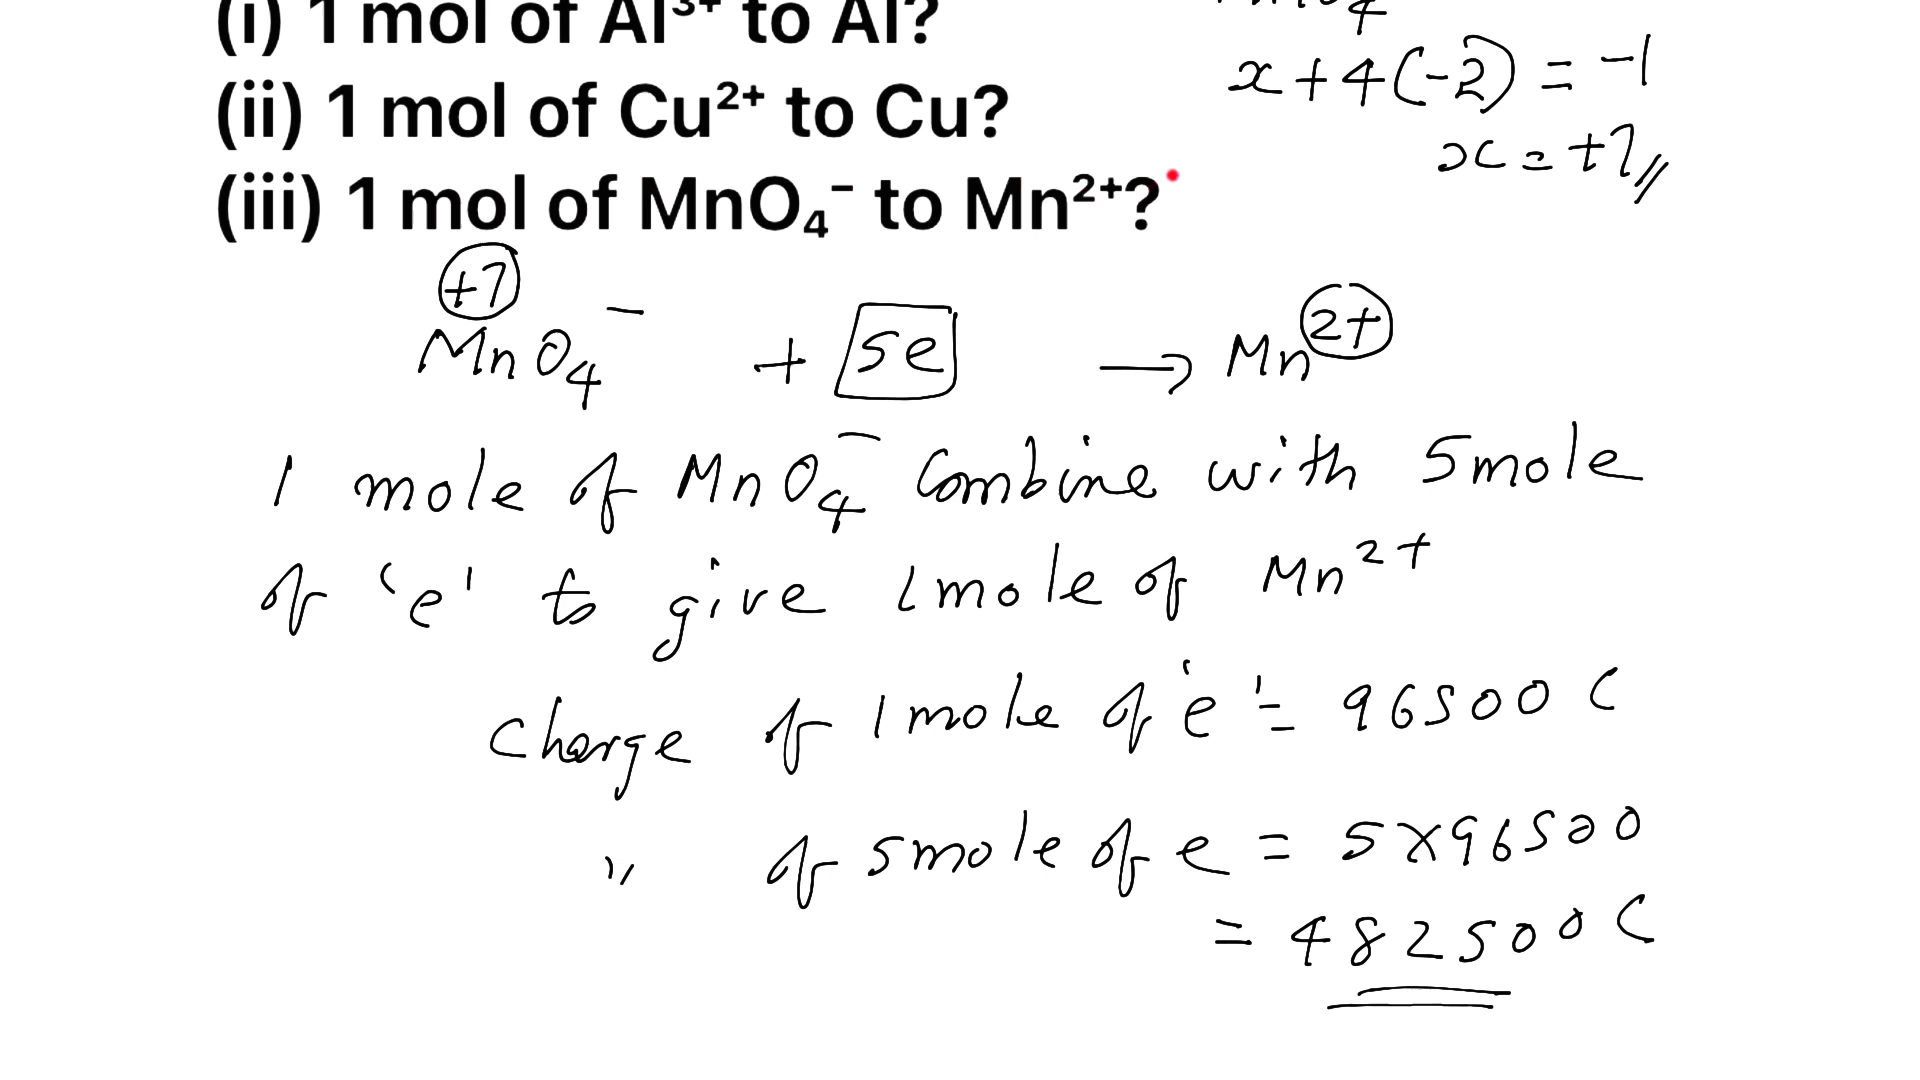 (i) 1 mol of Al³⁺ to Al?
(ii) 1 mol of Cu²⁺ to Cu?
(iii) 1 mol of MnO₄⁻ to Mn²⁺?
x + 4(-2) = -1
x = +7//
+7
MnO₄⁻ + 5e → Mn²⁺
1 mole of MnO₄⁻ Combine with 5mole
of 'e' to give 1mole of Mn²⁺
Charge of 1 mole of 'e' = 96500 C
" of 5mole of e = 5×96500
= 482500 C